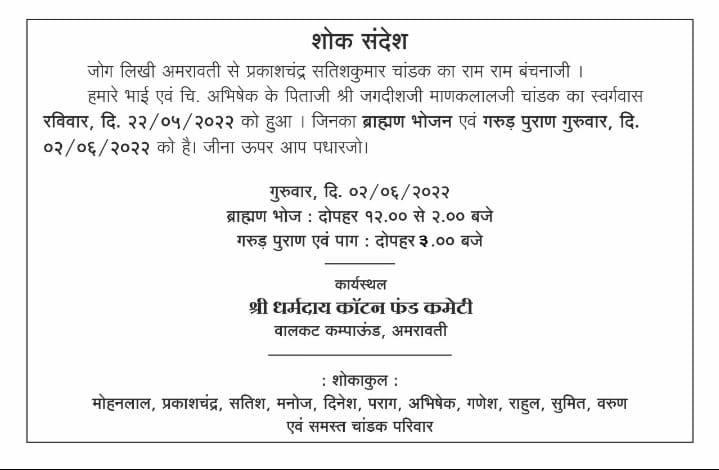 शोक संदेश
जोग लिखी अमरावती से प्रकाशचंद्र सतिशकुमार चांडक का राम राम बंचनाजी ।
हमारे भाई एवं चि. अभिषेक के पिताजी श्री जगदीशजी माणकलालजी चांडक का स्वर्गवास
रविवार, दि. २२/०५/२०२२ को हुआ । जिनका ब्राह्मण भोजन एवं गरुड़ पुराण गुरुवार, दि.
०२/०६/२०२२ को है। जीना ऊपर आप पधारजो।
गुरुवार, दि. ०२/०६/२०२२
ब्राह्मण भोज : दोपहर १२.०० से २.०० बजे
गरुड़ पुराण एवं पाग : दोपहर ३.०० बजे
कार्यस्थल
श्री धर्मदाय कॉटन फंड कमेटी
वालकट कम्पाऊंड, अमरावती
: शोकाकुल :
मोहनलाल, प्रकाशचंद्र, सतिश, मनोज, दिनेश, पराग, अभिषेक, गणेश, राहुल, सुमित, वरुण
एवं समस्त चांडक परिवार